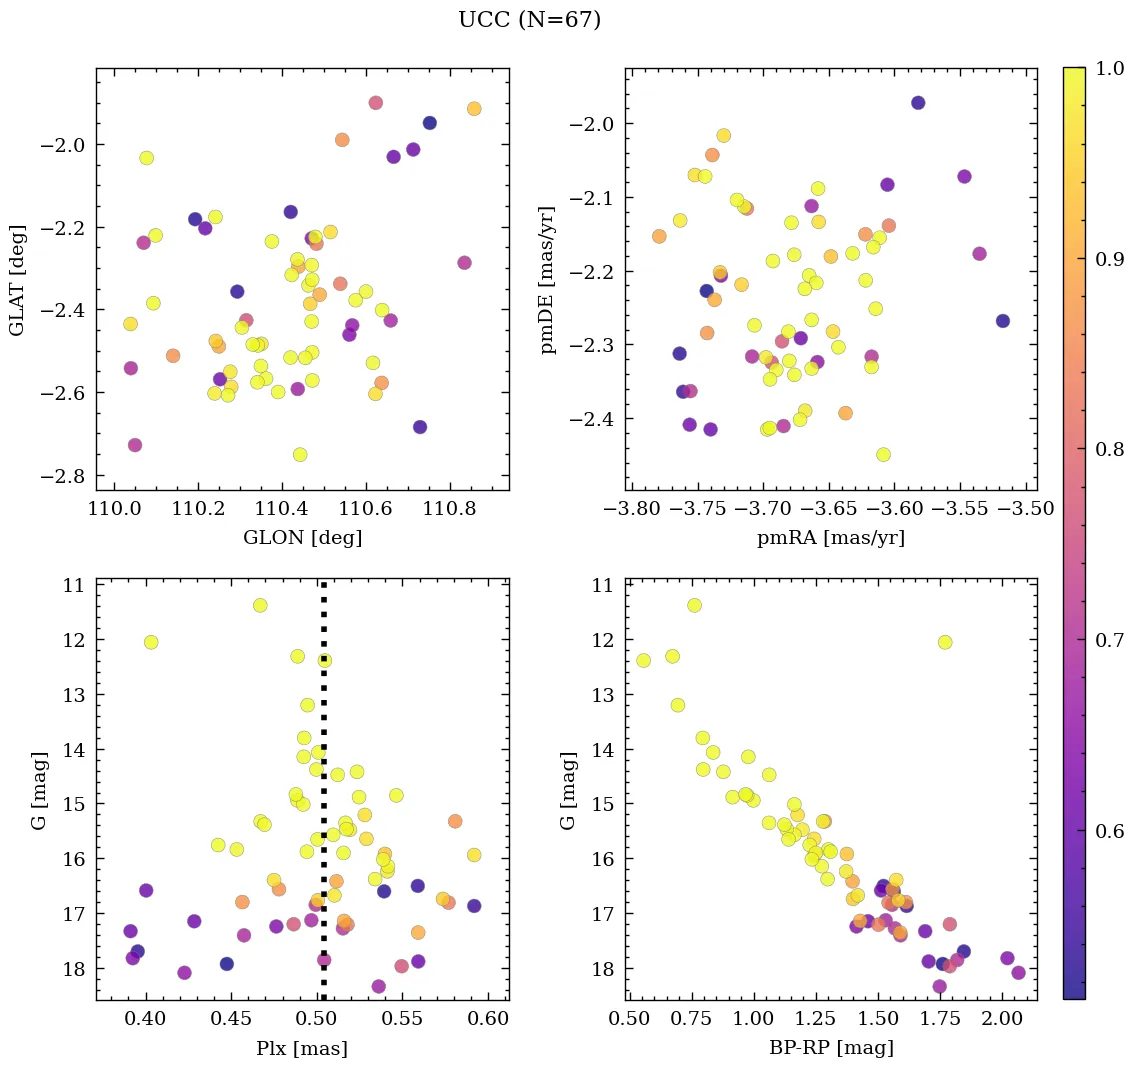 UCC (N=67)
−2.0
−2.2
−2.4
−2.6
−2.8
GLAT [deg]
110.0 110.2 110.4 110.6 110.8
GLON [deg]
−2.0
−2.1
−2.2
−2.3
−2.4
pmDE [mas/yr]
−3.80 −3.75 −3.70 −3.65 −3.60 −3.55 −3.50
pmRA [mas/yr]
11
12
13
14
15
16
17
18
G [mag]
0.40 0.45 0.50 0.55 0.60
Plx [mas]
11
12
13
14
15
16
17
18
G [mag]
0.50 0.75 1.00 1.25 1.50 1.75 2.00
BP-RP [mag]
1.0
0.9
0.8
0.7
0.6